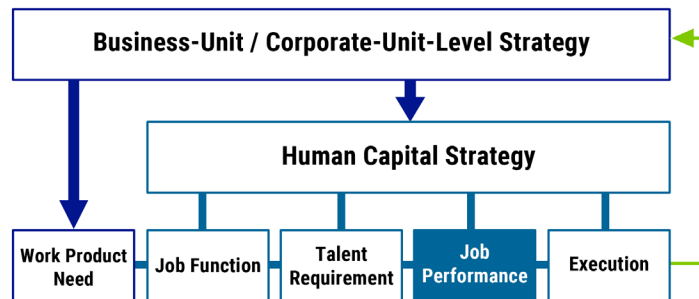 Business-Unit / Corporate-Unit-Level Strategy
Human Capital Strategy
Work Product
Need
Job Function
Talent
Requirement
Job
Performance
Execution